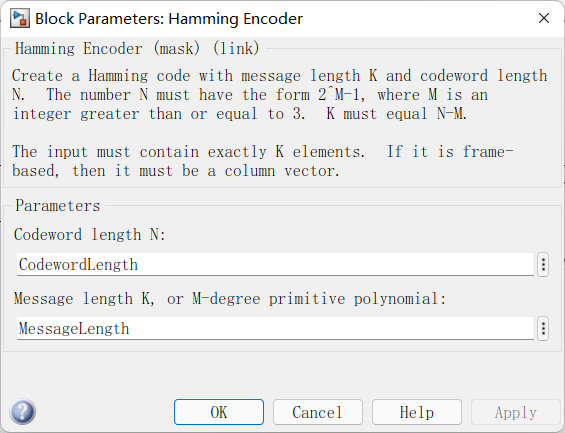 Block Parameters: Hamming Encoder
Hamming Encoder (mask) (link)
Create a Hamming code with message length K and codeword length
N.  The number N must have the form 2^M-1, where M is an
integer greater than or equal to 3.  K must equal N-M.
The input must contain exactly K elements.  If it is frame-
based, then it must be a column vector.
Parameters
Codeword length N:
CodewordLength
Message length K, or M-degree primitive polynomial:
MessageLength
OK Cancel Help Apply